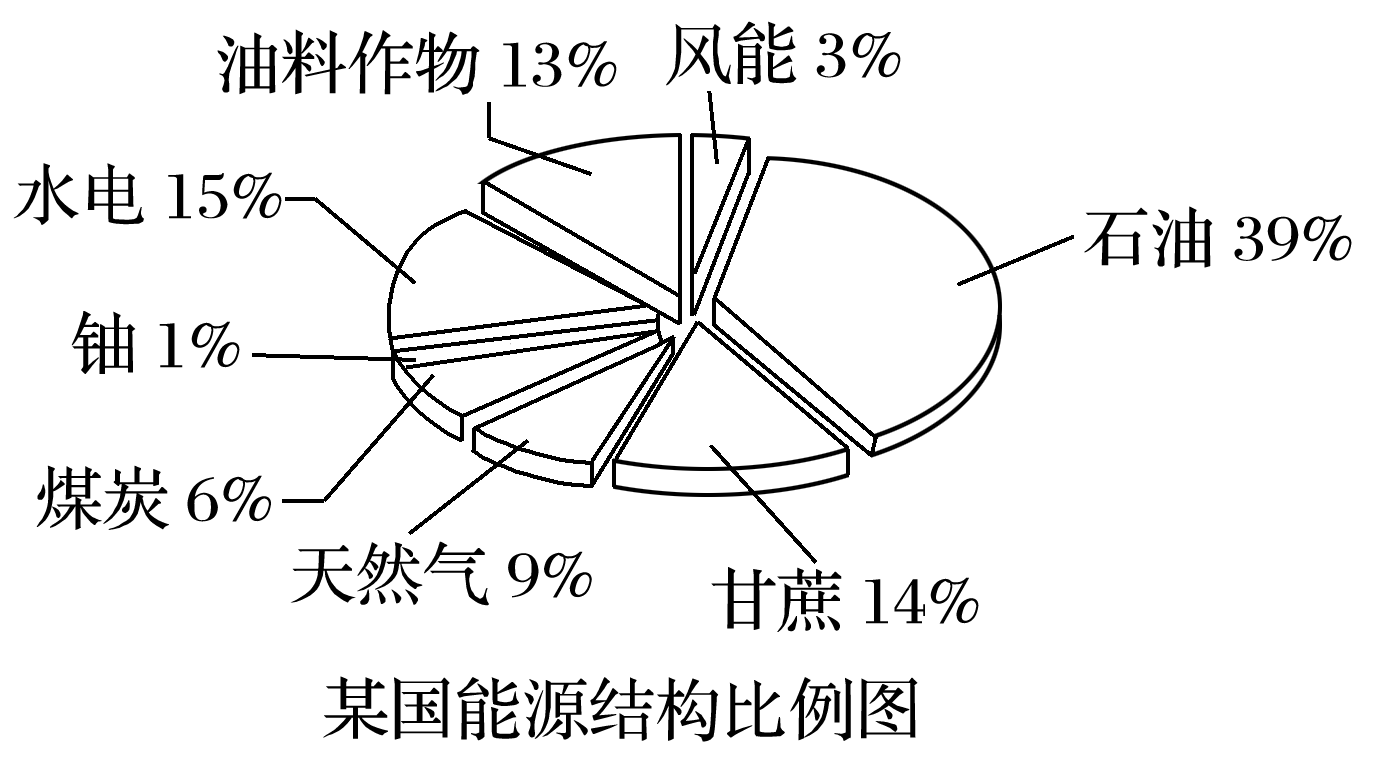 油料作物 13%
风能 3%
水电 15%
石油 39%
铀 1%
煤炭 6%
天然气 9%
甘蔗 14%
某国能源结构比例图